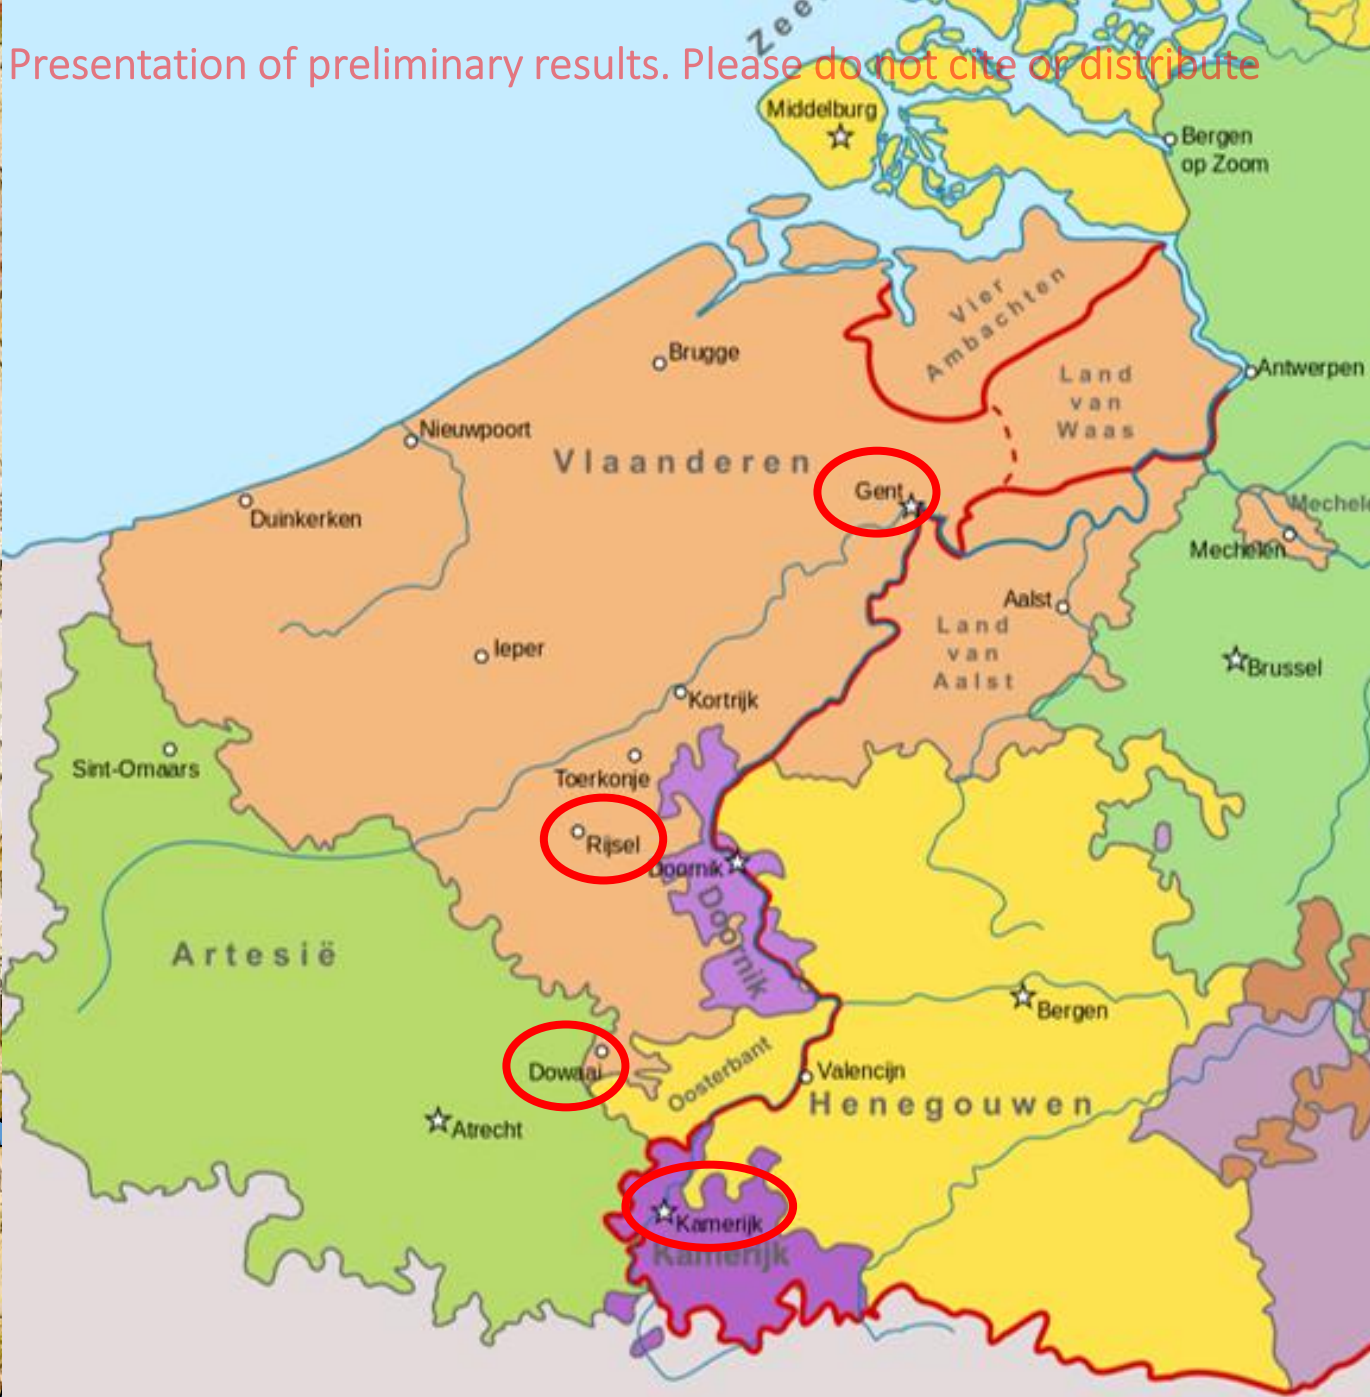 Zee
Presentation of preliminary results. Please do not cite or distribute
Middelburg
Bergen
op Zoom
Vier
Ambachten
Brugge
Land
van
Waas
Antwerpen
Nieuwpoort
Vlaanderen
Gent
Duinkerken
Mechele
Mechelen
Aalst
Land
van
Aalst
Ieper
Brussel
Kortrijk
Sint-Omaars
Toerkonje
Rijsel
Doornik
Doornik
Artesië
Bergen
Dowaai
Oosterbant
Valencijn
Henegouwen
Atrecht
Kamerijk
Kamerijk